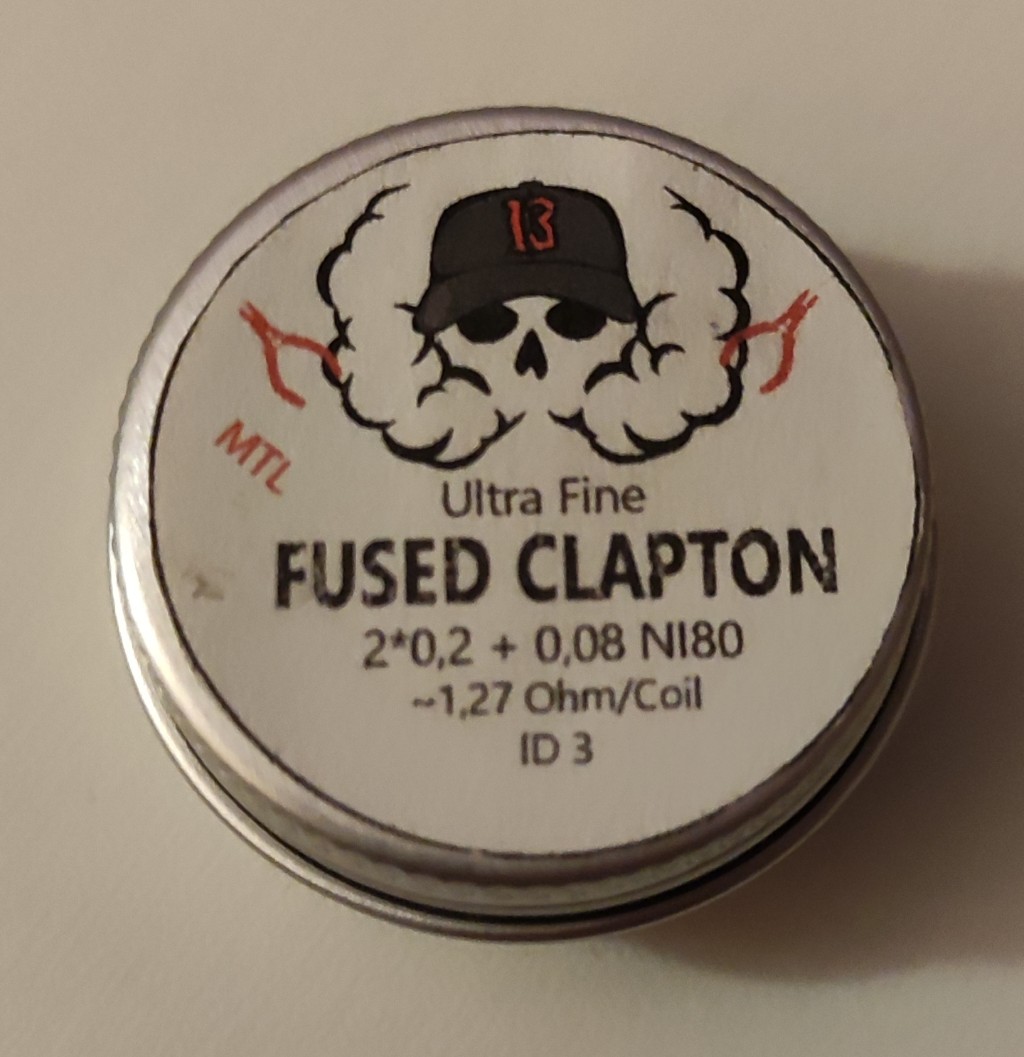 13
MTL
Ultra Fine
FUSED CLAPTON
2*0,2 + 0,08 NI80
~1,27 Ohm/Coil
ID 3